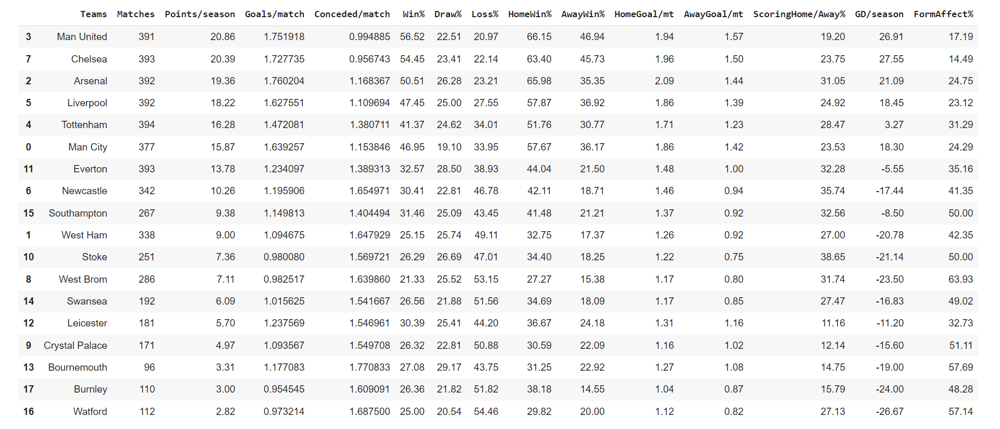 Teams Matches Points/season Goals/match Conceded/match Win% Draw% Loss% HomeWin% AwayWin% HomeGoal/mt AwayGoal/mt ScoringHome/Away% GD/season FormAffect%
3 Man United 391 20.86 1.751918 0.994885 56.52 22.51 20.97 66.15 46.94 1.94 1.57 19.20 26.91 17.19
7 Chelsea 393 20.39 1.727735 0.956743 54.45 23.41 22.14 63.40 45.73 1.96 1.50 23.75 27.55 14.49
2 Arsenal 392 19.36 1.760204 1.168367 50.51 26.28 23.21 65.98 35.35 2.09 1.44 31.05 21.09 24.75
5 Liverpool 392 18.22 1.627551 1.109694 47.45 25.00 27.55 57.87 36.92 1.86 1.39 24.92 18.45 23.12
4 Tottenham 394 16.28 1.472081 1.380711 41.37 24.62 34.01 51.76 30.77 1.71 1.23 28.47 3.27 31.29
0 Man City 377 15.87 1.639257 1.153846 46.95 19.10 33.95 57.67 36.17 1.86 1.42 23.53 18.30 24.29
11 Everton 393 13.78 1.234097 1.389313 32.57 28.50 38.93 44.04 21.50 1.48 1.00 32.28 -5.55 35.16
6 Newcastle 342 10.26 1.195906 1.654971 30.41 22.81 46.78 42.11 18.71 1.46 0.94 35.74 -17.44 41.35
15 Southampton 267 9.38 1.149813 1.404494 31.46 25.09 43.45 41.48 21.21 1.37 0.92 32.56 -8.50 50.00
1 West Ham 338 9.00 1.094675 1.647929 25.15 25.74 49.11 32.75 17.37 1.26 0.92 27.00 -20.78 42.35
10 Stoke 251 7.36 0.980080 1.569721 26.29 26.69 47.01 34.40 18.25 1.22 0.75 38.65 -21.14 50.00
8 West Brom 286 7.11 0.982517 1.639860 21.33 25.52 53.15 27.27 15.38 1.17 0.80 31.74 -23.50 63.93
14 Swansea 192 6.09 1.015625 1.541667 26.56 21.88 51.56 34.69 18.09 1.17 0.85 27.47 -16.83 49.02
12 Leicester 181 5.70 1.237569 1.546961 30.39 25.41 44.20 36.67 24.18 1.31 1.16 11.16 -11.20 32.73
9 Crystal Palace 171 4.97 1.093567 1.549708 26.32 22.81 50.88 30.59 22.09 1.16 1.02 12.14 -15.60 51.11
13 Bournemouth 96 3.31 1.177083 1.770833 27.08 29.17 43.75 31.25 22.92 1.27 1.08 14.75 -19.00 57.69
17 Burnley 110 3.00 0.954545 1.609091 26.36 21.82 51.82 38.18 14.55 1.04 0.87 15.79 -24.00 48.28
16 Watford 112 2.82 0.973214 1.687500 25.00 20.54 54.46 29.82 20.00 1.12 0.82 27.13 -26.67 57.14